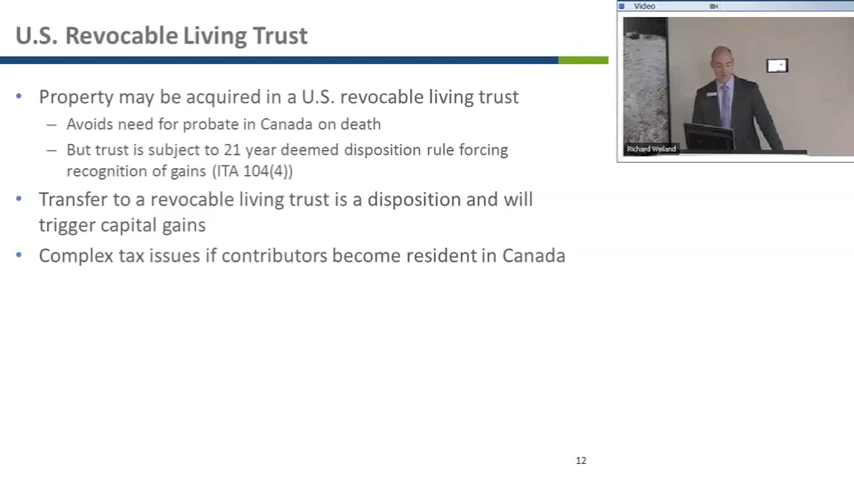 U.S. Revocable Living Trust
Video
• Property may be acquired in a U.S. revocable living trust
– Avoids need for probate in Canada on death
– But trust is subject to 21 year deemed disposition rule forcing
recognition of gains (ITA 104(4))
• Transfer to a revocable living trust is a disposition and will
trigger capital gains
• Complex tax issues if contributors become resident in Canada
Richard Weiland
12